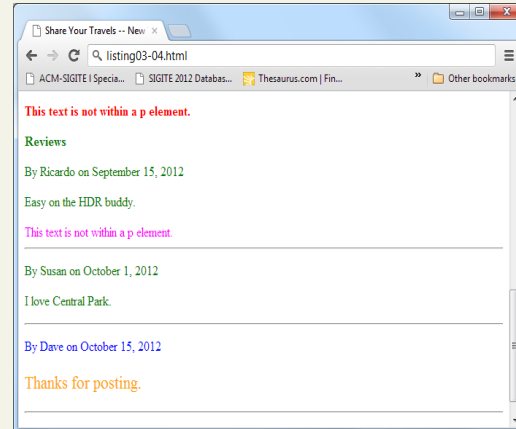 Share Your Travels -- New
listing03-04.html
ACM-SIGITE I Specia... SIGITE 2012 Databas... Thesaurus.com | Fin... » Other bookmarks
This text is not within a p element.
Reviews
By Ricardo on September 15, 2012
Easy on the HDR buddy.
This text is not within a p element.
By Susan on October 1, 2012
I love Central Park.
By Dave on October 15, 2012
Thanks for posting.